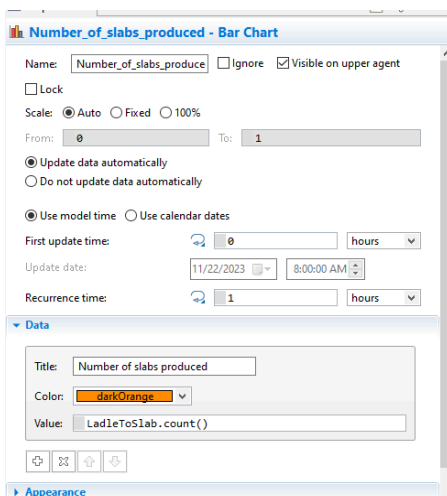 Number_of_slabs_produced - Bar Chart
Name: Number_of_slabs_produce Ignore Visible on upper agent
Lock
Scale: Auto Fixed 100%
From: 0 To: 1
Update data automatically
Do not update data automatically
Use model time Use calendar dates
First update time: 0 hours
Update date: 11/22/2023 8:00:00 AM
Recurrence time: 1 hours
Data
Title: Number of slabs produced
Color: darkOrange
Value: LadleToSlab.count()
Appearance